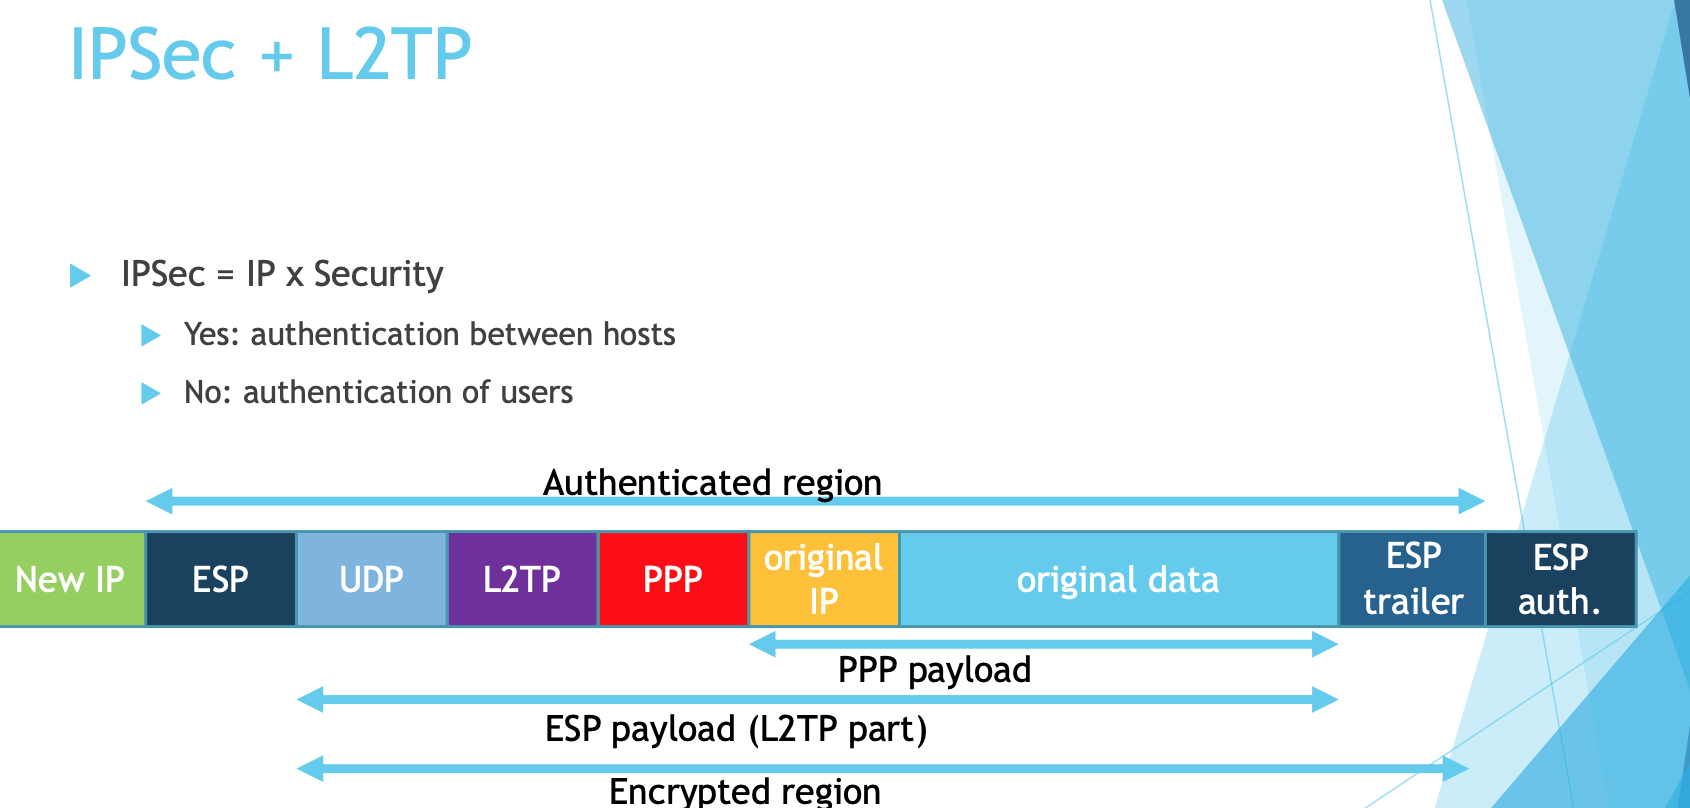 IPSec + L2TP
IPSec = IP x Security
Yes: authentication between hosts
No: authentication of users
Authenticated region
New IP
ESP
UDP
L2TP
PPP
original
IP
original data
ESP
trailer
ESP
auth.
PPP payload
ESP payload (L2TP part)
Encrypted region